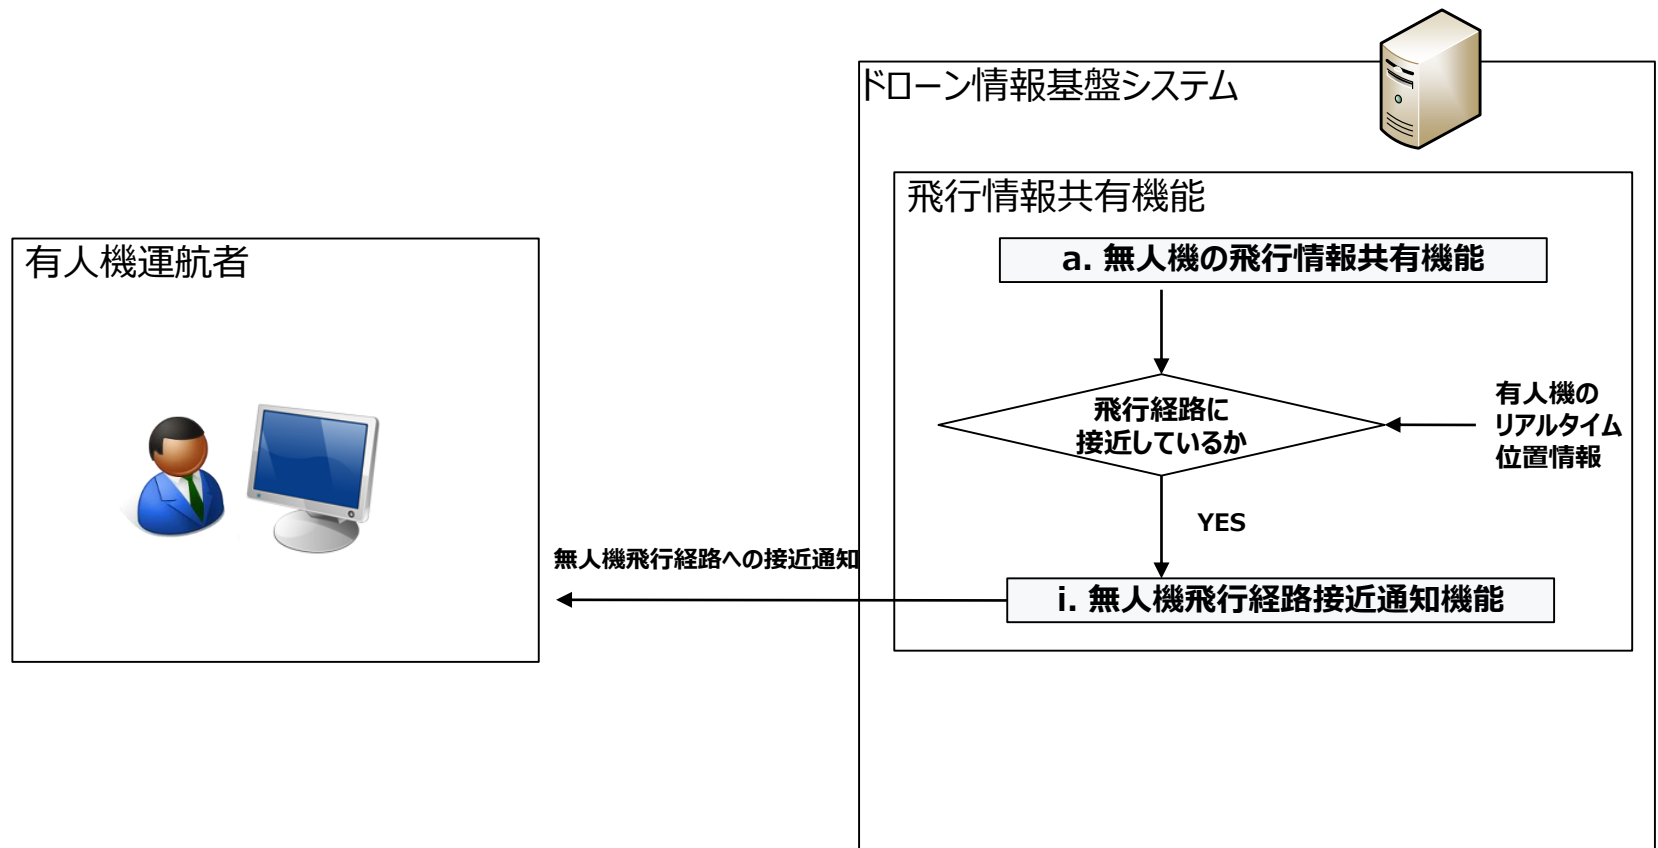 ドローン情報基盤システム
飛行情報共有機能
有人機運航者
a. 無人機の飛行情報共有機能
飛行経路に
接近しているか
有人機の
リアルタイム
位置情報
YES
無人機飛行経路への接近通知
i. 無人機飛行経路接近通知機能